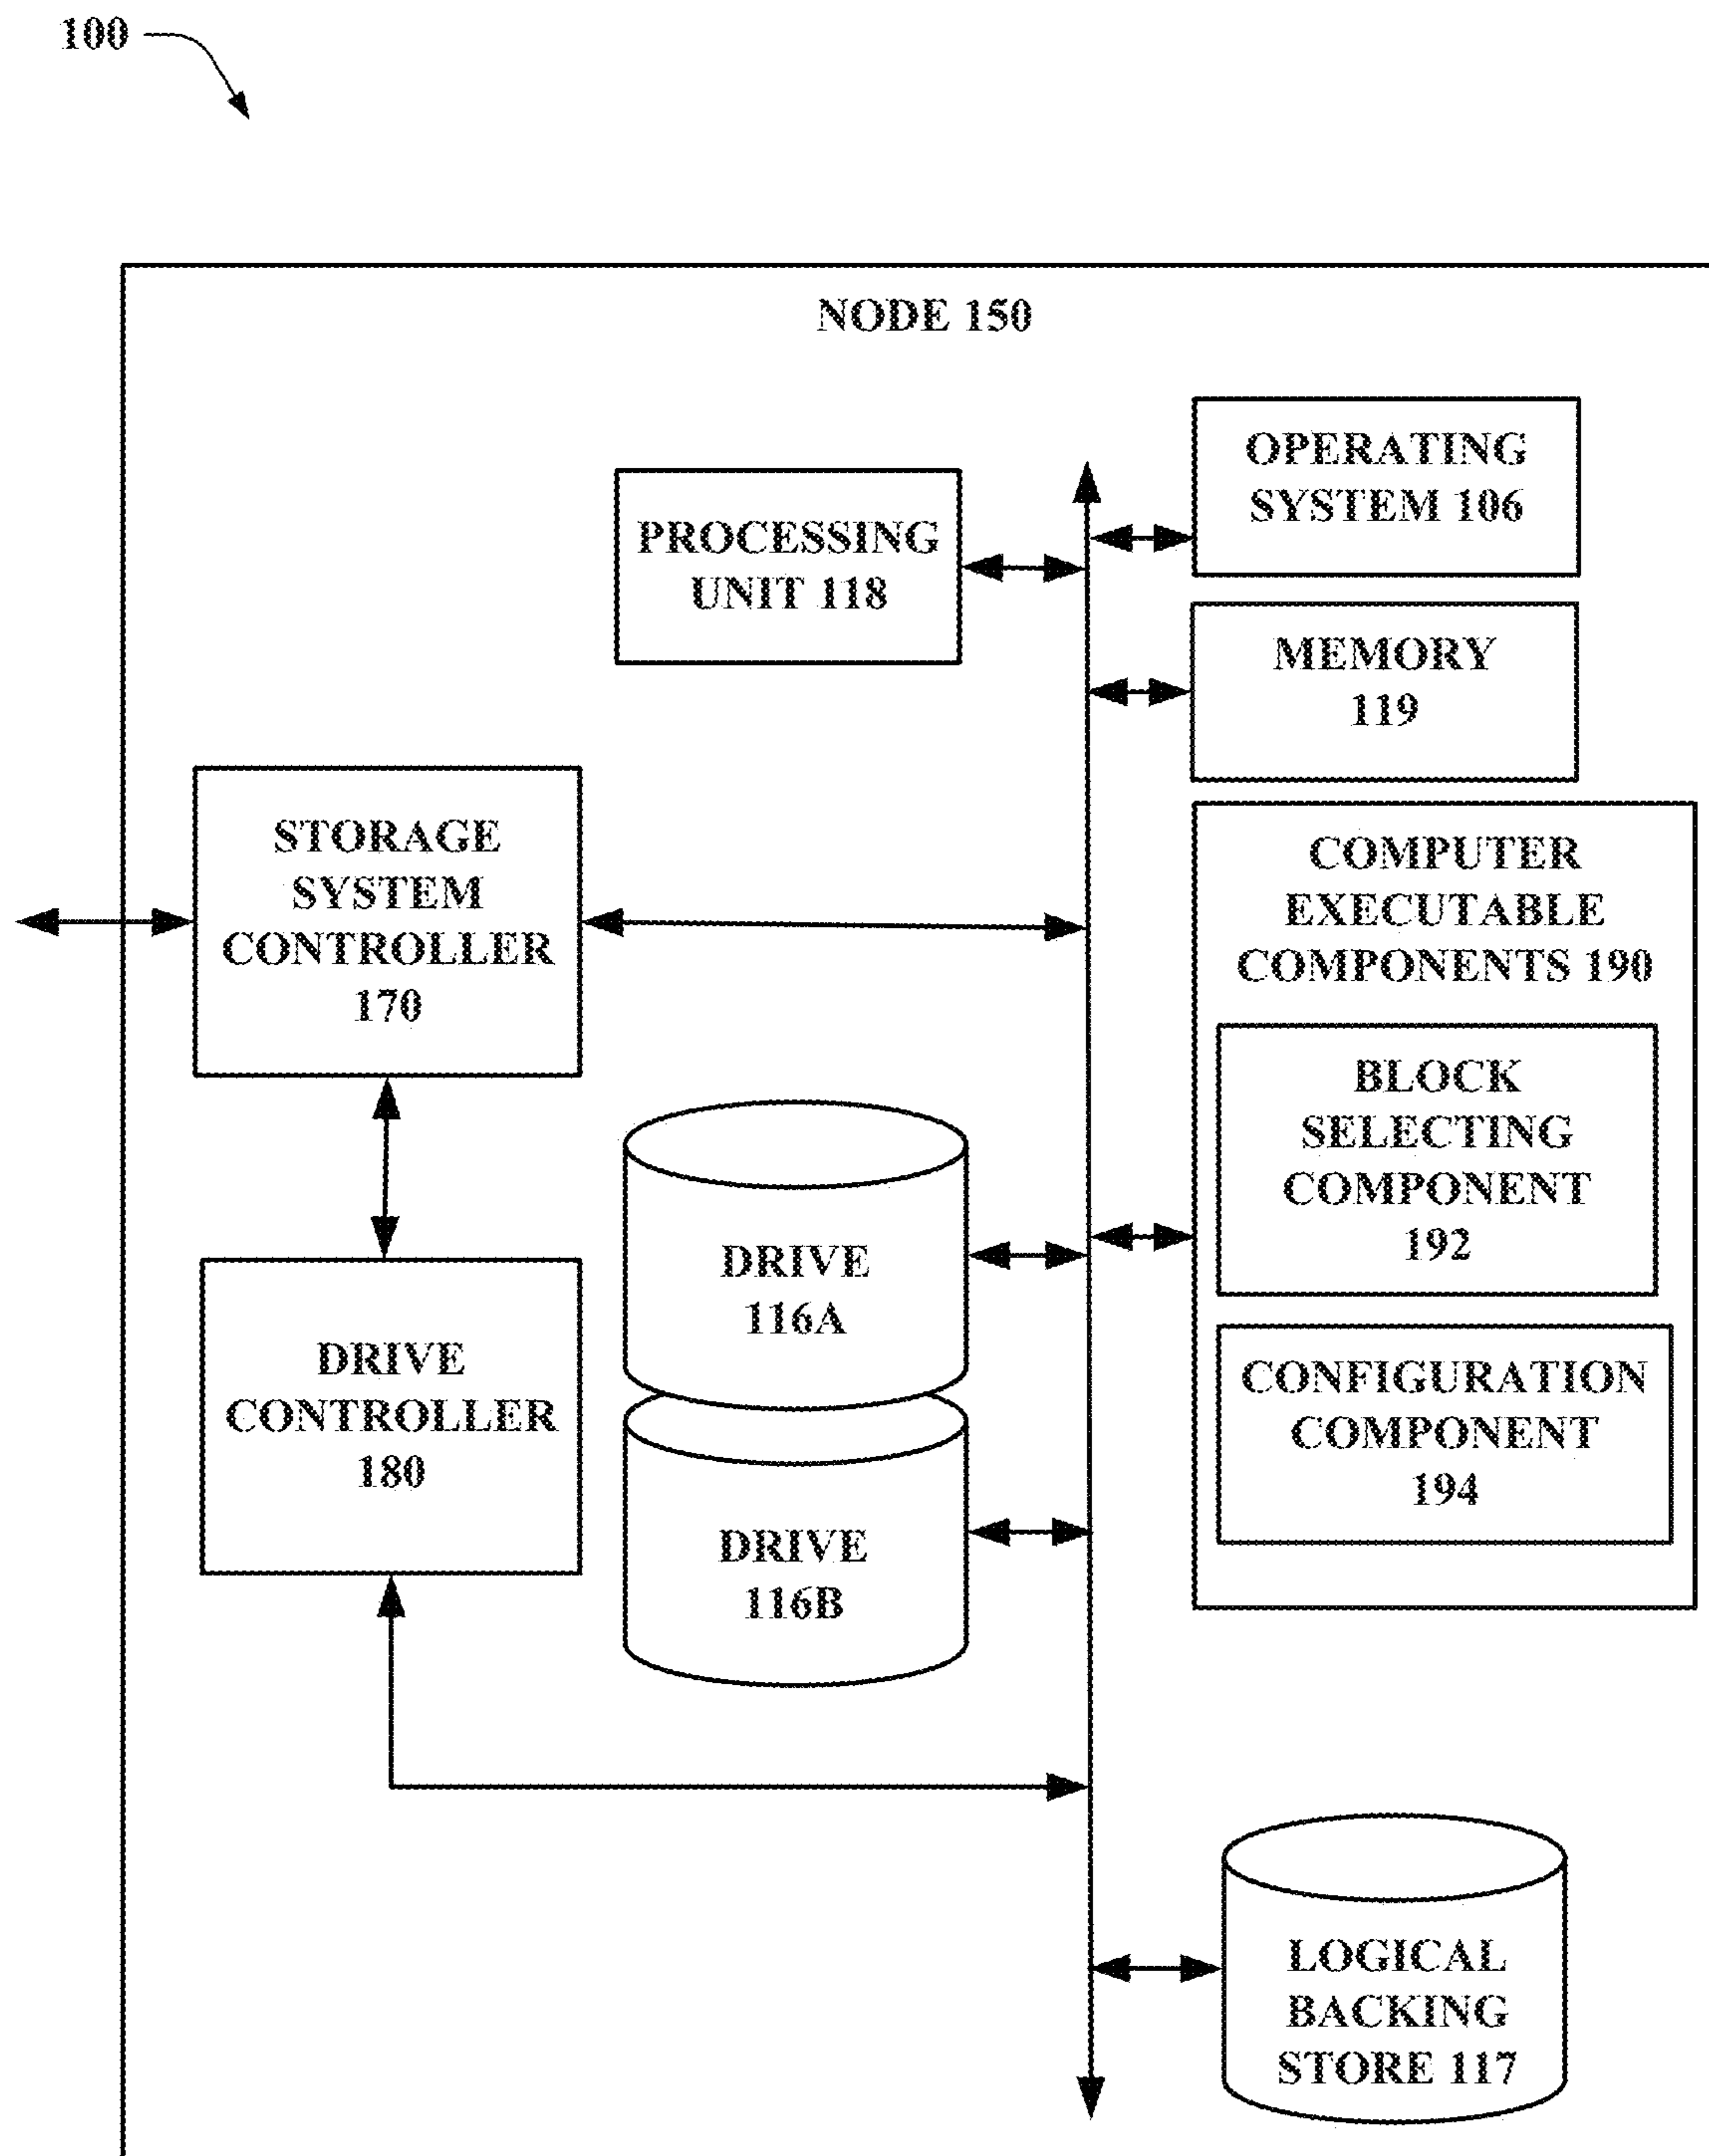 100
NODE 150
OPERATING
SYSTEM 106
PROCESSING
UNIT 118
MEMORY
119
STORAGE
SYSTEM
CONTROLLER
170
COMPUTER
EXECUTABLE
COMPONENTS 190
BLOCK
SELECTING
COMPONENT
192
DRIVE
116A
DRIVE
CONTROLLER
180
CONFIGURATION
COMPONENT
194
DRIVE
116B
LOGICAL
BACKING
STORE 117